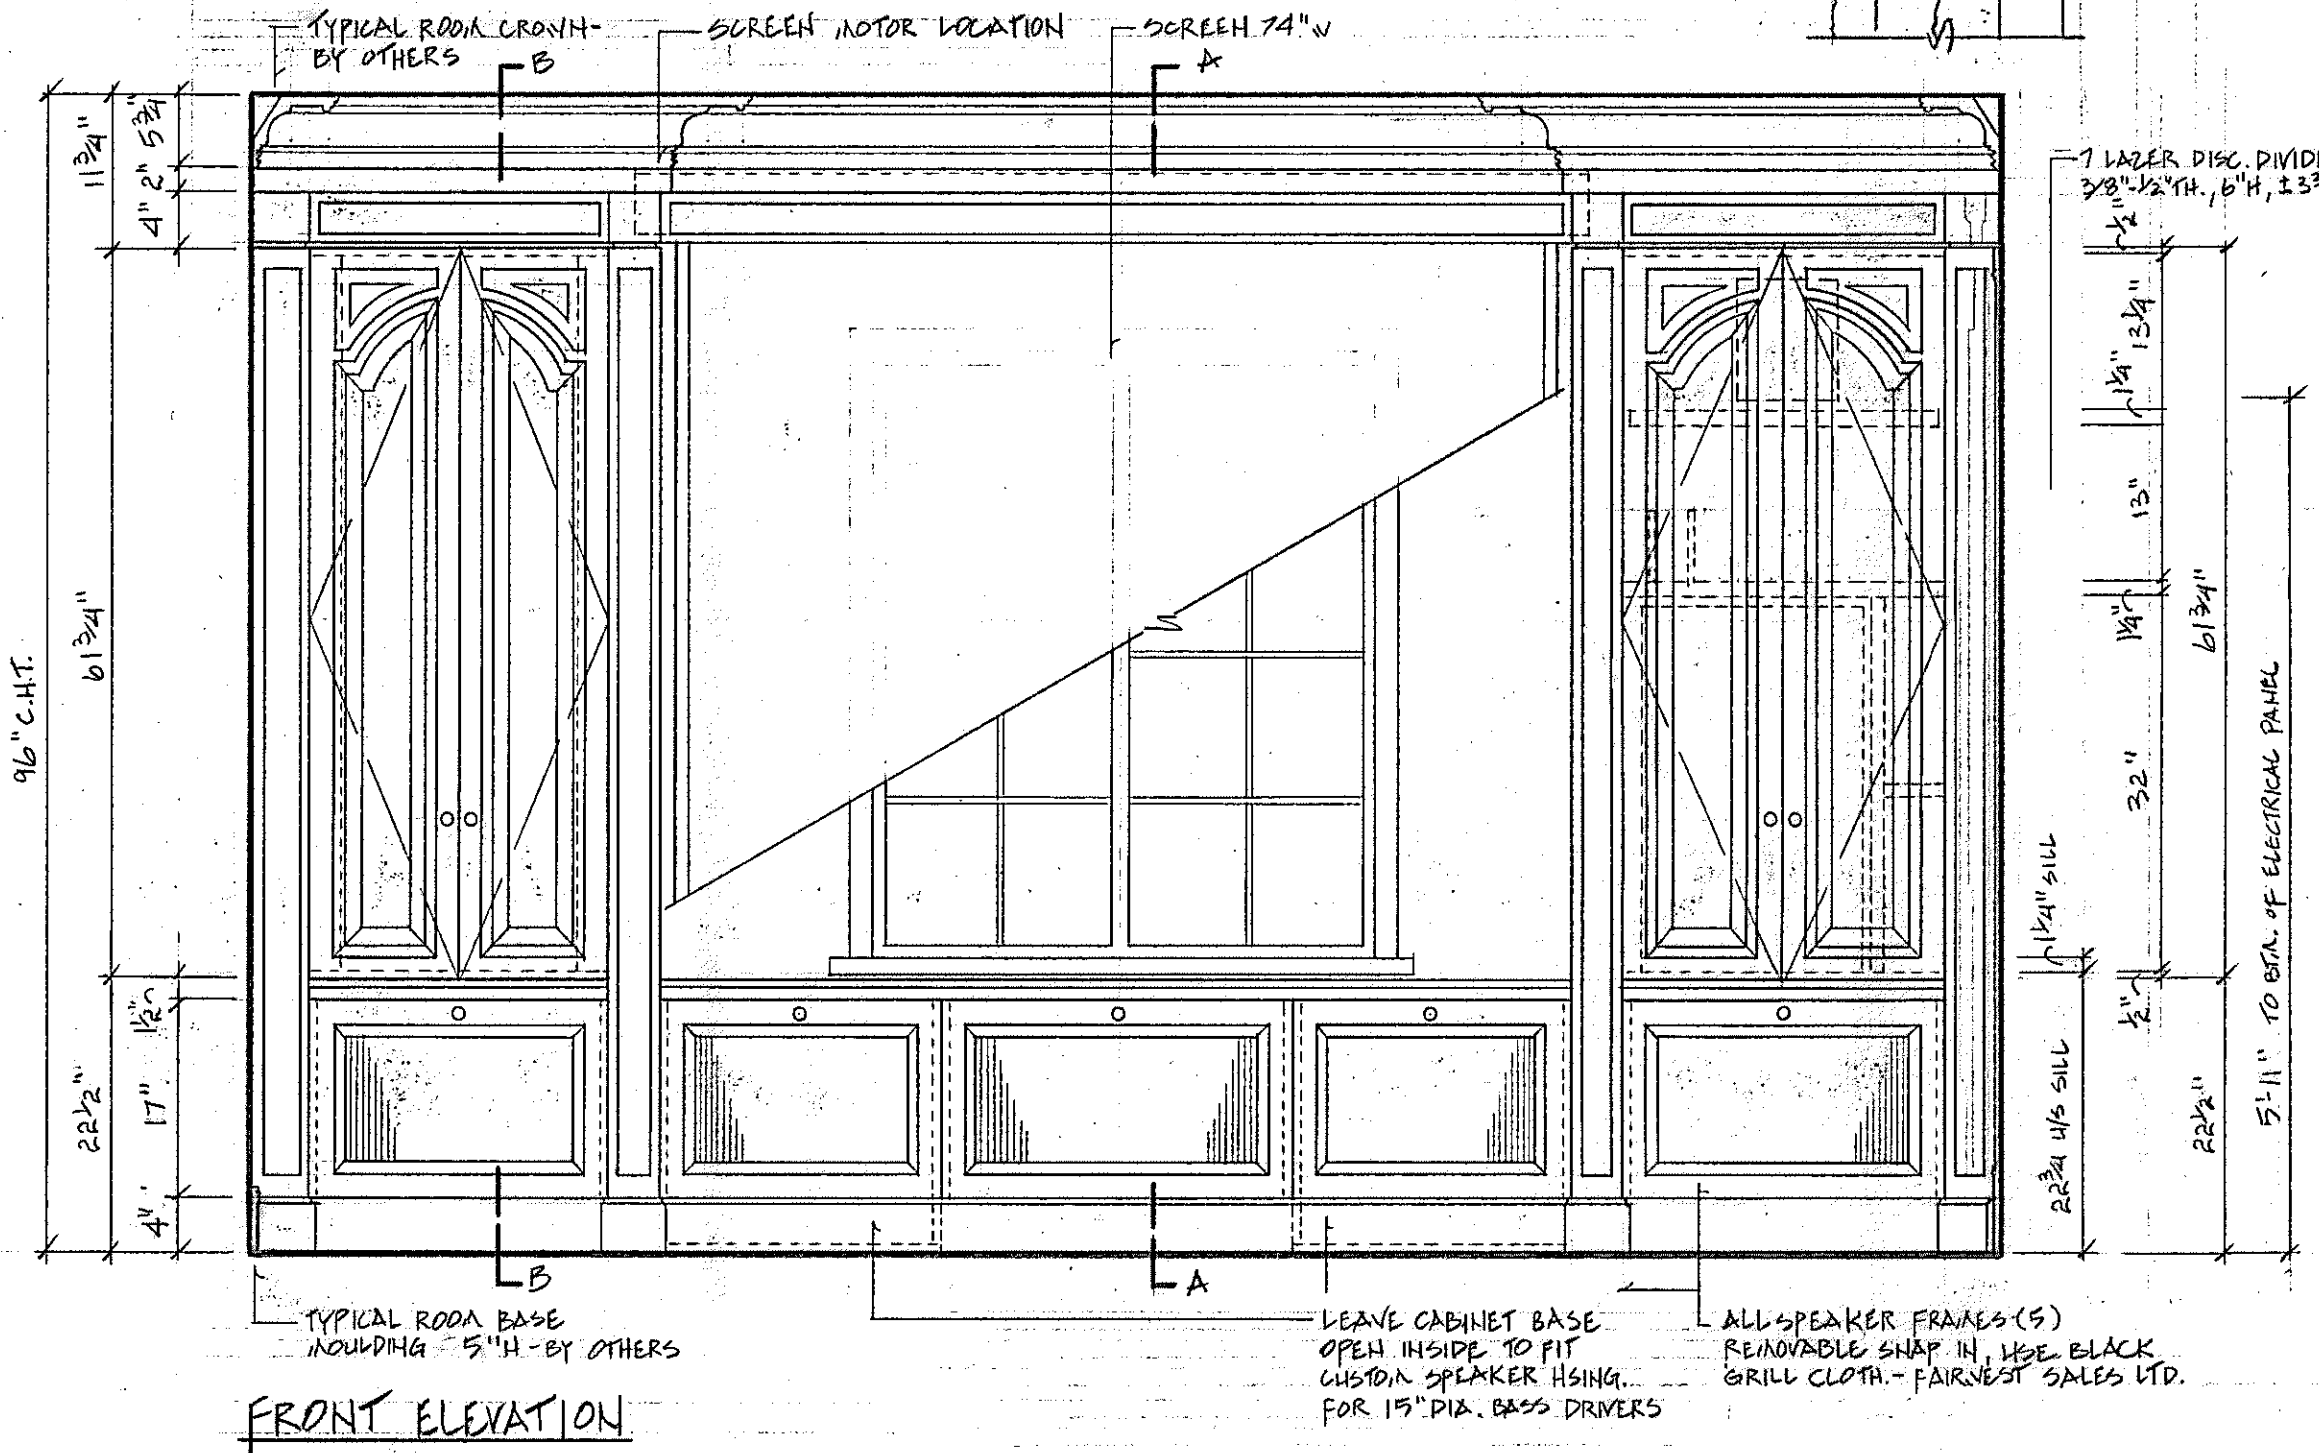 TYPICAL ROOM CROWN-
BY OTHERS
SCREEN MOTOR LOCATION
SCREEN 74"W
B
A
7 LAZER DISC. DIVID
3/8"-1/2"TH., 6"H, ±3
96" C.H.T.
11 3/4"
61 3/4"
22 1/2"
5 3/4"
2"
4"
1 1/2"
17"
4"
1/2"
13 1/4"
1 1/4"
13"
1 1/4"
32"
1/2"
61 3/4"
22 1/2"
1 1/4" SILL
22 3/4 U/S SILL
5'-11" TO BTM. OF ELECTRICAL PANEL
B
A
TYPICAL ROOM BASE
MOULDING 5"H-BY OTHERS
LEAVE CABINET BASE
OPEN INSIDE TO FIT
CUSTOM SPEAKER HSING.
FOR 15"DIA. BASS DRIVERS
ALL SPEAKER FRAMES (5)
REMOVABLE SNAP IN, USE BLACK
GRILL CLOTH.- FAIRVEST SALES LTD.
FRONT ELEVATION